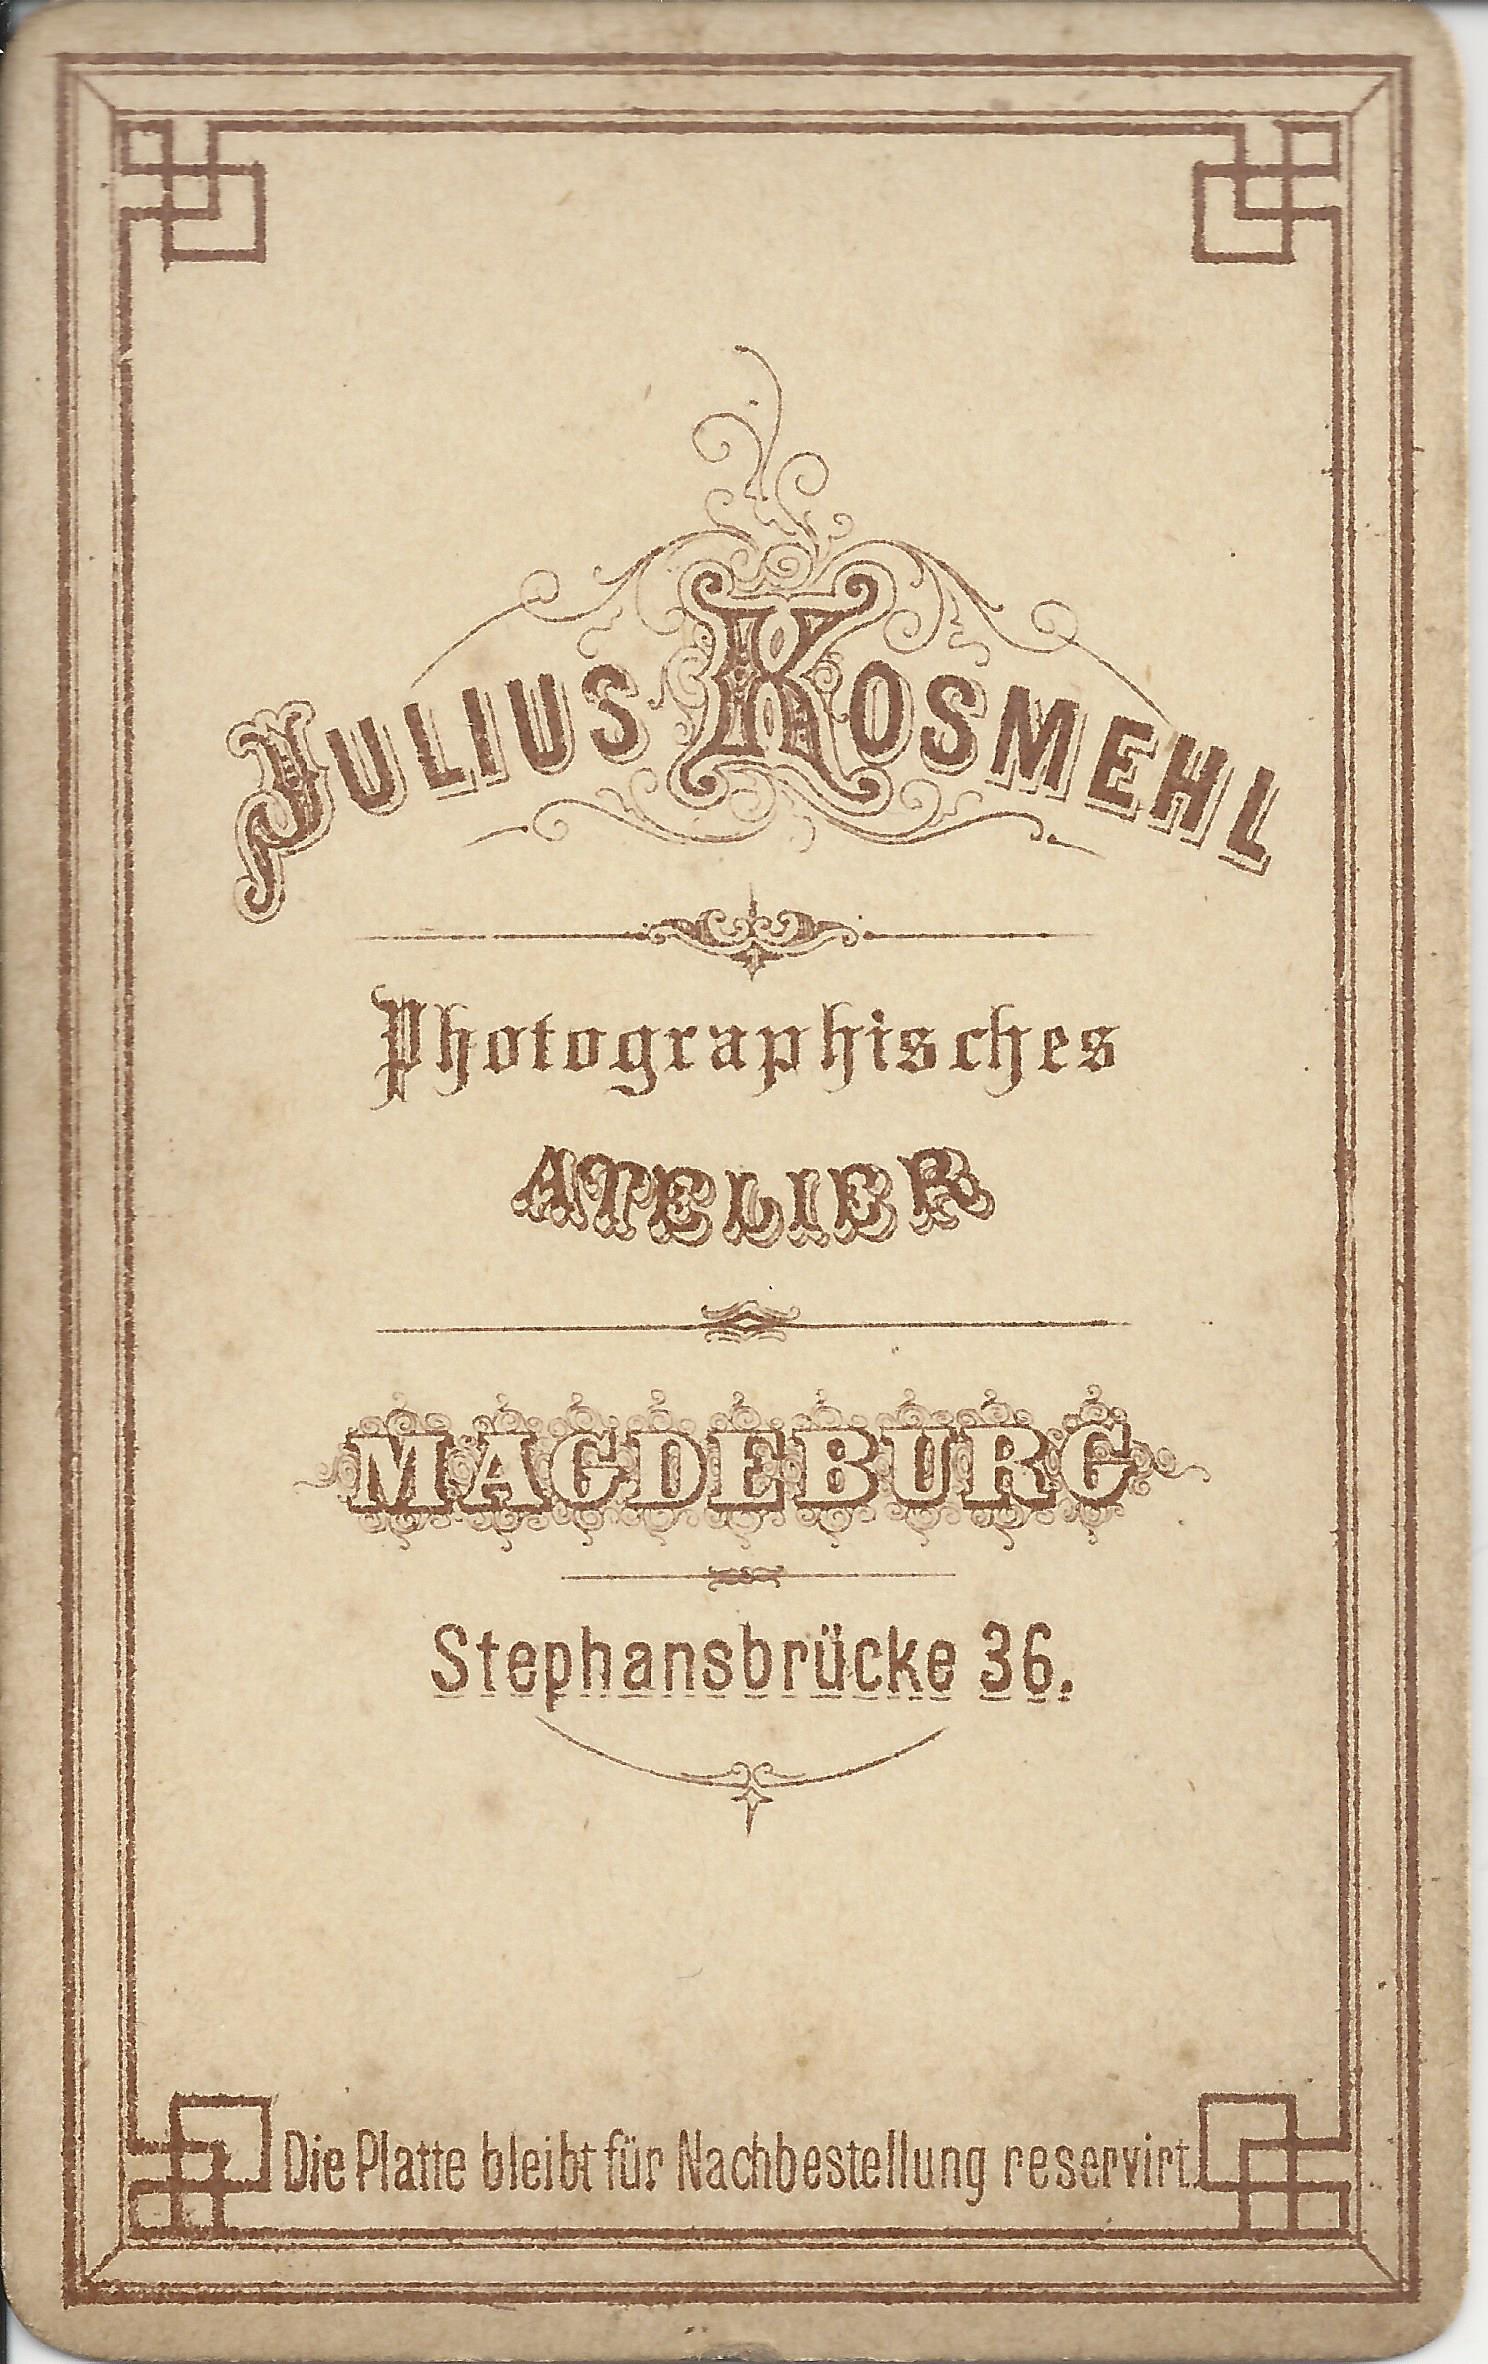 JULIUS KOSMEHL
Photographisches
ATELIER
MAGDEBURG
Stephansbrücke 36.
Die Platte bleibt für Nachbestellung reservirt.